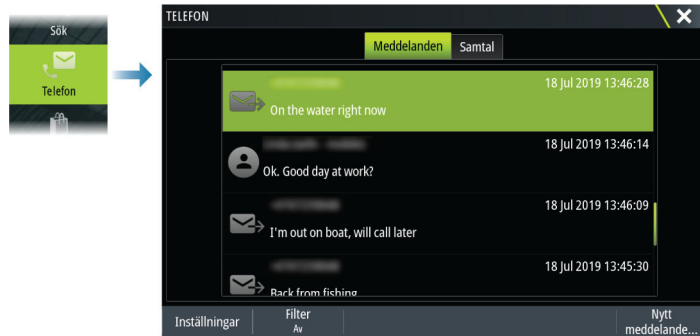 Sök
Telefon
TELEFON
Meddelanden
Samtal
18 Jul 2019 13:46:28
On the water right now
18 Jul 2019 13:46:14
Ok. Good day at work?
18 Jul 2019 13:46:09
I'm out on boat, will call later
18 Jul 2019 13:45:30
Back from fishing
Inställningar
Filter
Av
Nytt
meddelande...